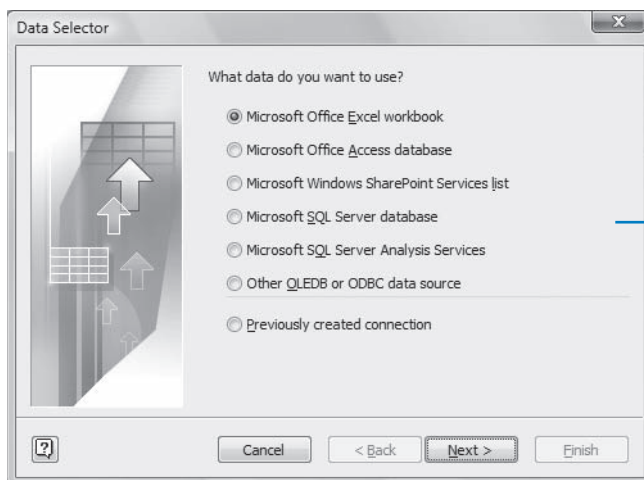 Data Selector
What data do you want to use?
Microsoft Office Excel workbook
Microsoft Office Access database
Microsoft Windows SharePoint Services list
Microsoft SQL Server database
Microsoft SQL Server Analysis Services
Other OLEDB or ODBC data source
Previously created connection
Cancel
< Back
Next >
Finish